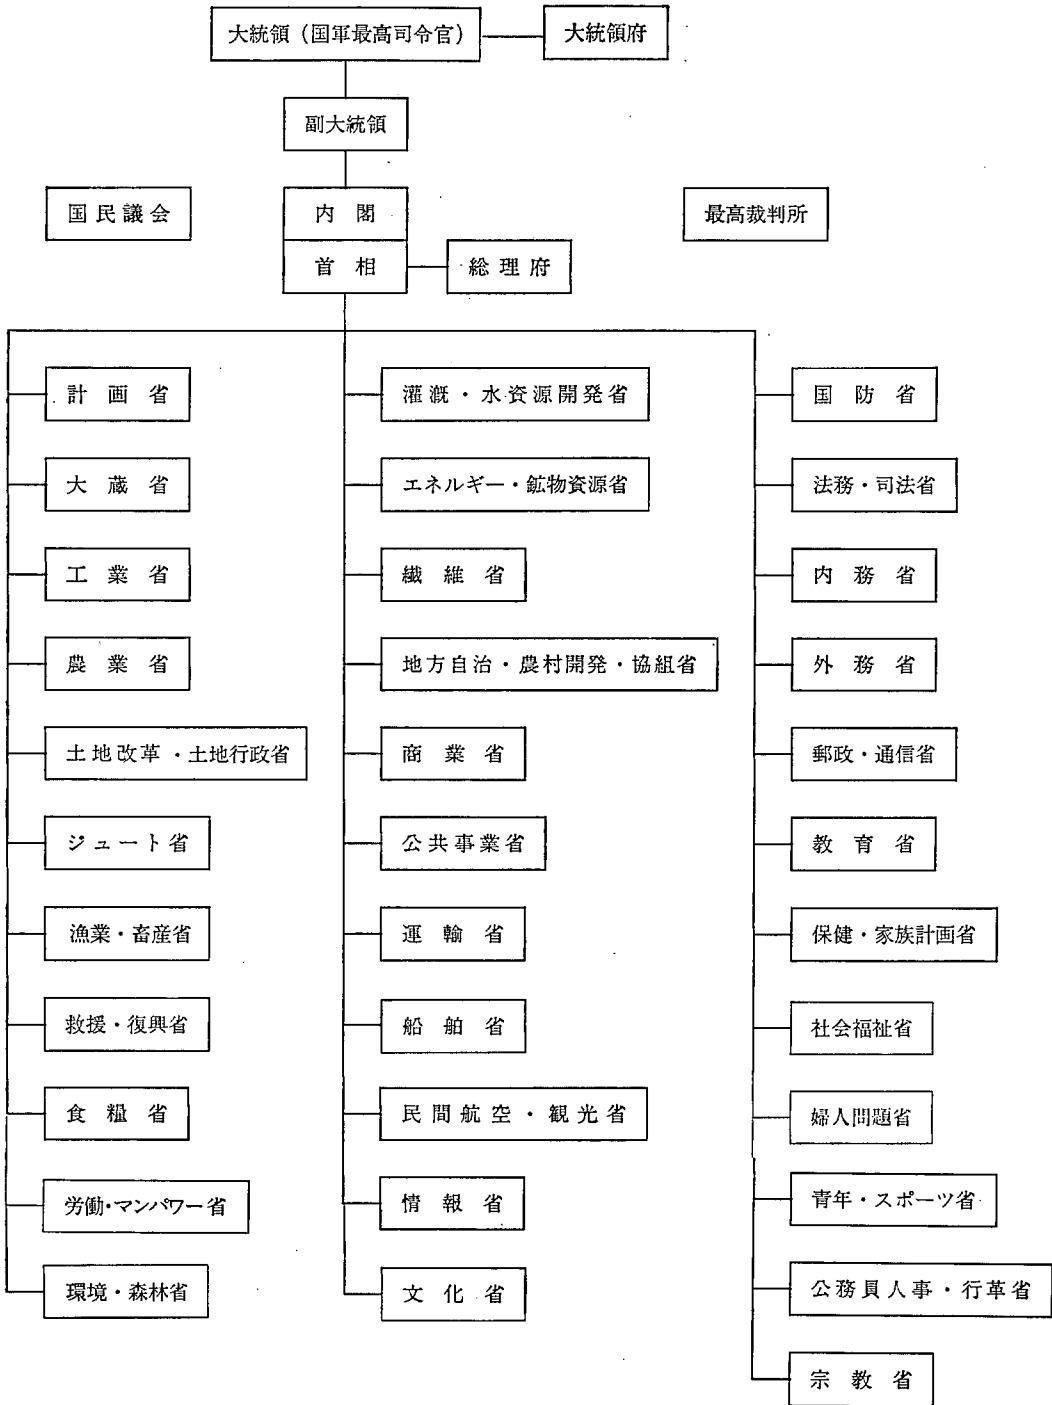 大統領（国軍最高司令官）
大統領府
副大統領
国民議会
内閣
最高裁判所
首相
総理府
計画省
大蔵省
工業省
農業省
土地改革・土地行政省
ジュート省
漁業・畜産省
救援・復興省
食糧省
労働・マンパワー省
環境・森林省
灌漑・水資源開発省
エネルギー・鉱物資源省
繊維省
地方自治・農村開発・協組省
商業省
公共事業省
運輸省
船舶省
民間航空・観光省
情報省
文化省
国防省
法務・司法省
内務省
外務省
郵政・通信省
教育省
保健・家族計画省
社会福祉省
婦人問題省
青年・スポーツ省
公務員人事・行革省
宗教省